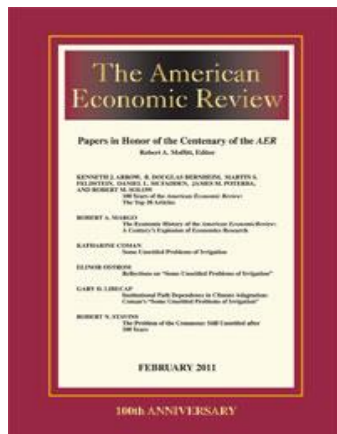 The American
Economic Review
Papers in Honor of the Centenary of the AER
Robert A. Moffitt, Editor
KENNETH J. ARROW, B. DOUGLAS BERNHEIM, MARTIN S.
FELDSTEIN, DANIEL L. MCFADDEN, JAMES M. POTERBA,
AND ROBERT M. SOLOW
100 Years of the American Economic Review:
The Top 20 Articles
ROBERT A. MARGO
The Economic History of the American Economic Review:
A Century's Explosion of Economics Research
KATHARINE COMAN
Some Unsettled Problems of Irrigation
ELINOR OSTROM
Reflections on "Some Unsettled Problems of Irrigation"
GARY D. LIBECAP
Institutional Path Dependence in Climate Adaptation:
Coman's "Some Unsettled Problems of Irrigation"
ROBERT N. STAVINS
The Problem of the Commons: Still Unsettled after
100 Years
FEBRUARY 2011
100th ANNIVERSARY